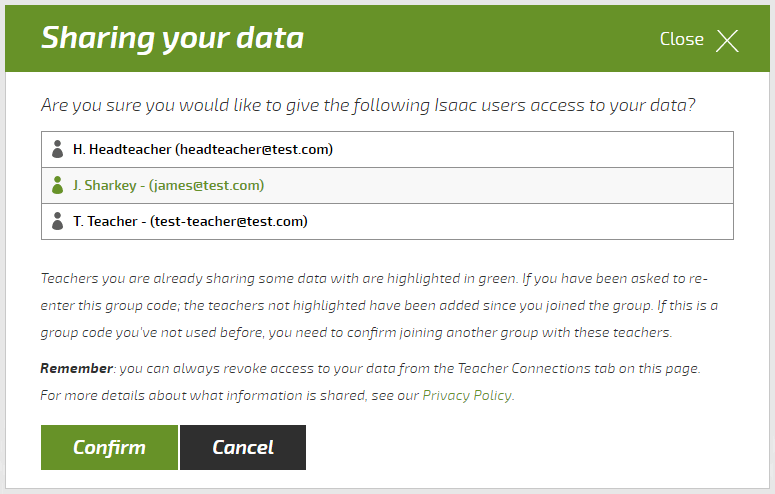 Sharing your data
Close
Are you sure you would like to give the following Isaac users access to your data?
H. Headteacher (headteacher@test.com)
J. Sharkey - (james@test.com)
T. Teacher - (test-teacher@test.com)
Teachers you are already sharing some data with are highlighted in green. If you have been asked to re-
enter this group code; the teachers not highlighted have been added since you joined the group. If this is a
group code you've not used before, you need to confirm joining another group with these teachers.
Remember: you can always revoke access to your data from the Teacher Connections tab on this page.
For more details about what information is shared, see our Privacy Policy.
Confirm
Cancel